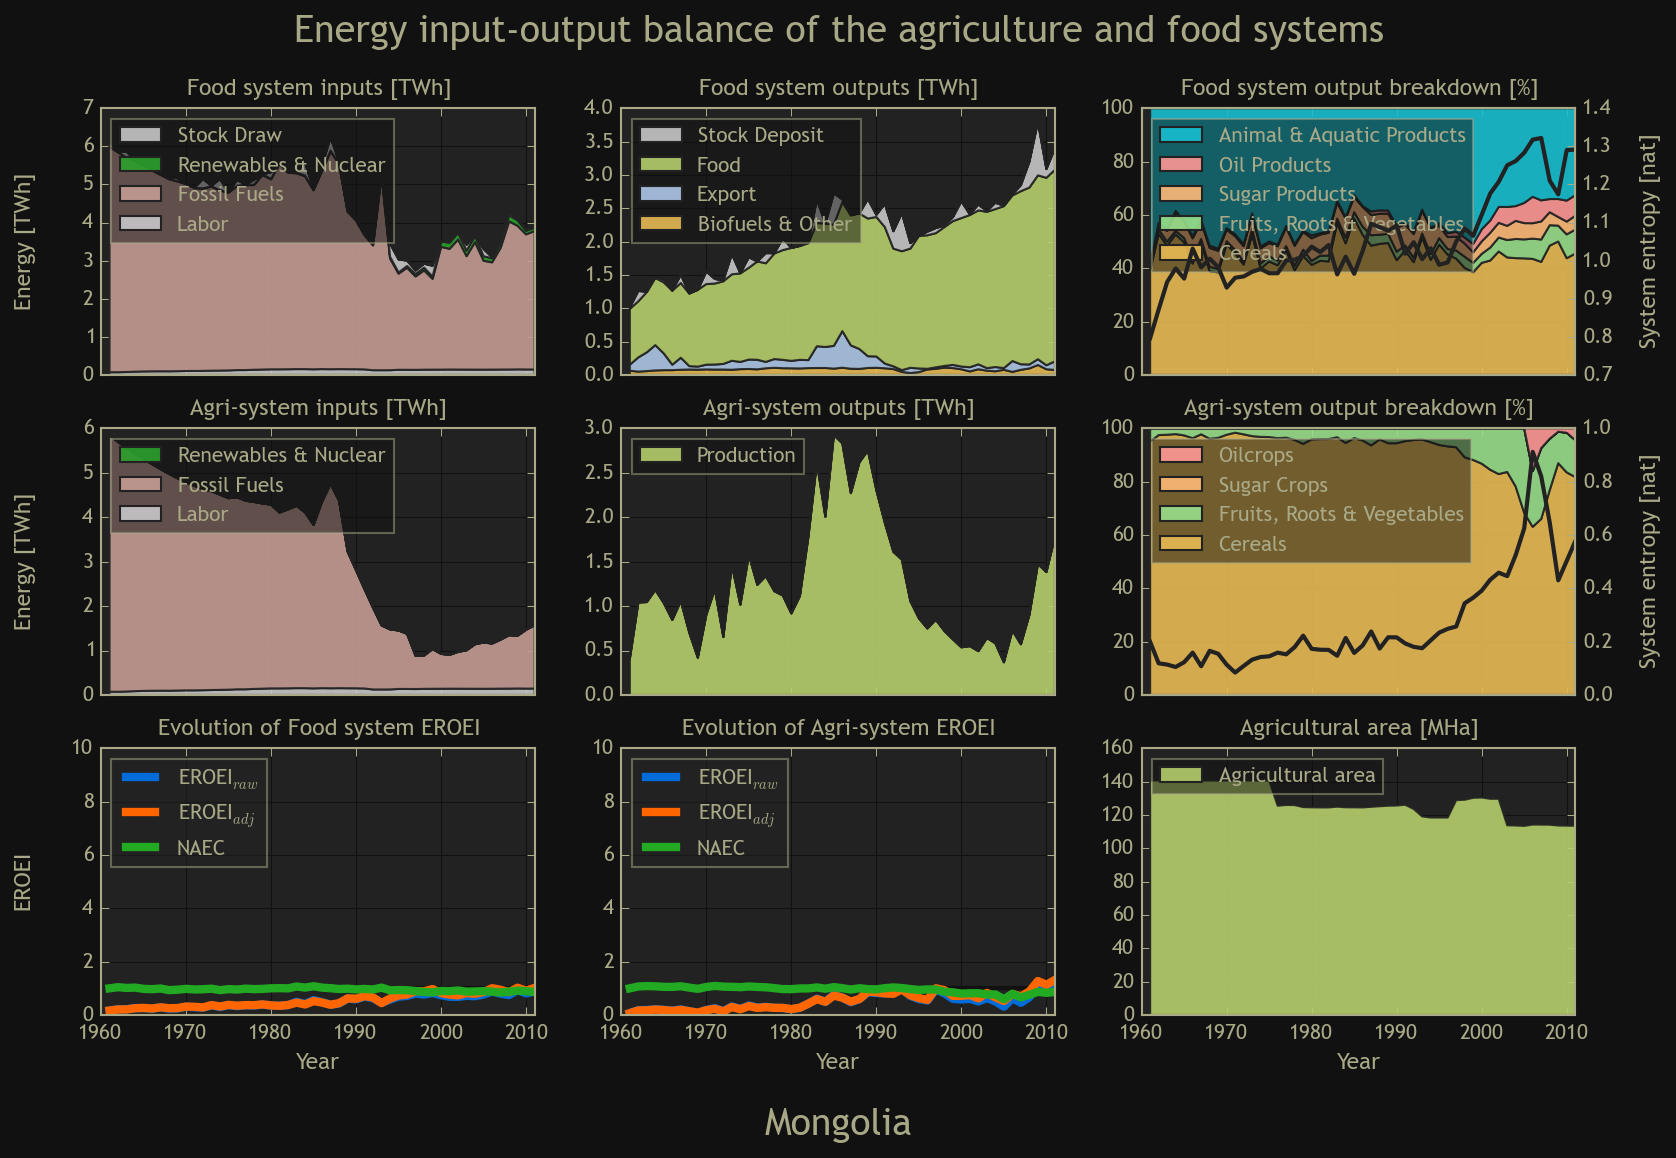 Energy input-output balance of the agriculture and food systems
Food system inputs [TWh]
Energy [TWh]
7
6
5
4
3
2
1
0
Stock Draw
Renewables & Nuclear
Fossil Fuels
Labor
Food system outputs [TWh]
4.0
3.5
3.0
2.5
2.0
1.5
1.0
0.5
0.0
Stock Deposit
Food
Export
Biofuels & Other
Food system output breakdown [%]
100
80
60
40
20
0
Animal & Aquatic Products
Oil Products
Sugar Products
Fruits, Roots & Vegetables
Cereals
1.4
1.3
1.2
1.1
1.0
0.9
0.8
0.7
System entropy [nat]
Agri-system inputs [TWh]
Energy [TWh]
6
5
4
3
2
1
0
Renewables & Nuclear
Fossil Fuels
Labor
Agri-system outputs [TWh]
3.0
2.5
2.0
1.5
1.0
0.5
0.0
Production
Agri-system output breakdown [%]
100
80
60
40
20
0
Oilcrops
Sugar Crops
Fruits, Roots & Vegetables
Cereals
1.0
0.8
0.6
0.4
0.2
0.0
System entropy [nat]
Evolution of Food system EROEI
EROEI
10
8
6
4
2
0
EROEIraw
EROEIadj
NAEC
1960 1970 1980 1990 2000 2010
Year
Evolution of Agri-system EROEI
10
8
6
4
2
0
EROEIraw
EROEIadj
NAEC
1960 1970 1980 1990 2000 2010
Year
Agricultural area [MHa]
160
140
120
100
80
60
40
20
0
Agricultural area
1960 1970 1980 1990 2000 2010
Year
Mongolia